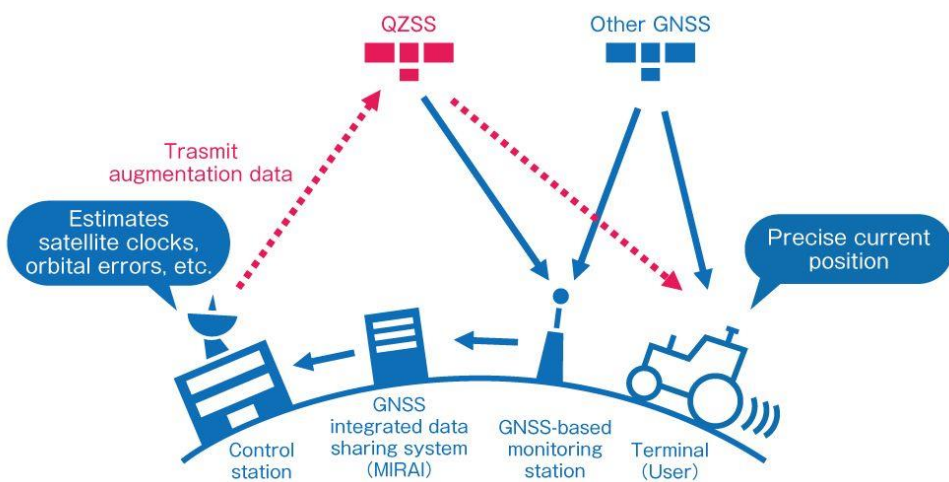 QZSS
Other GNSS
Trasmit
augmentation data
Estimates
satellite clocks,
orbital errors, etc.
Precise current
position
Control
station
GNSS
integrated data
sharing system
(MIRAI)
GNSS-based
monitoring
station
Terminal
(User)